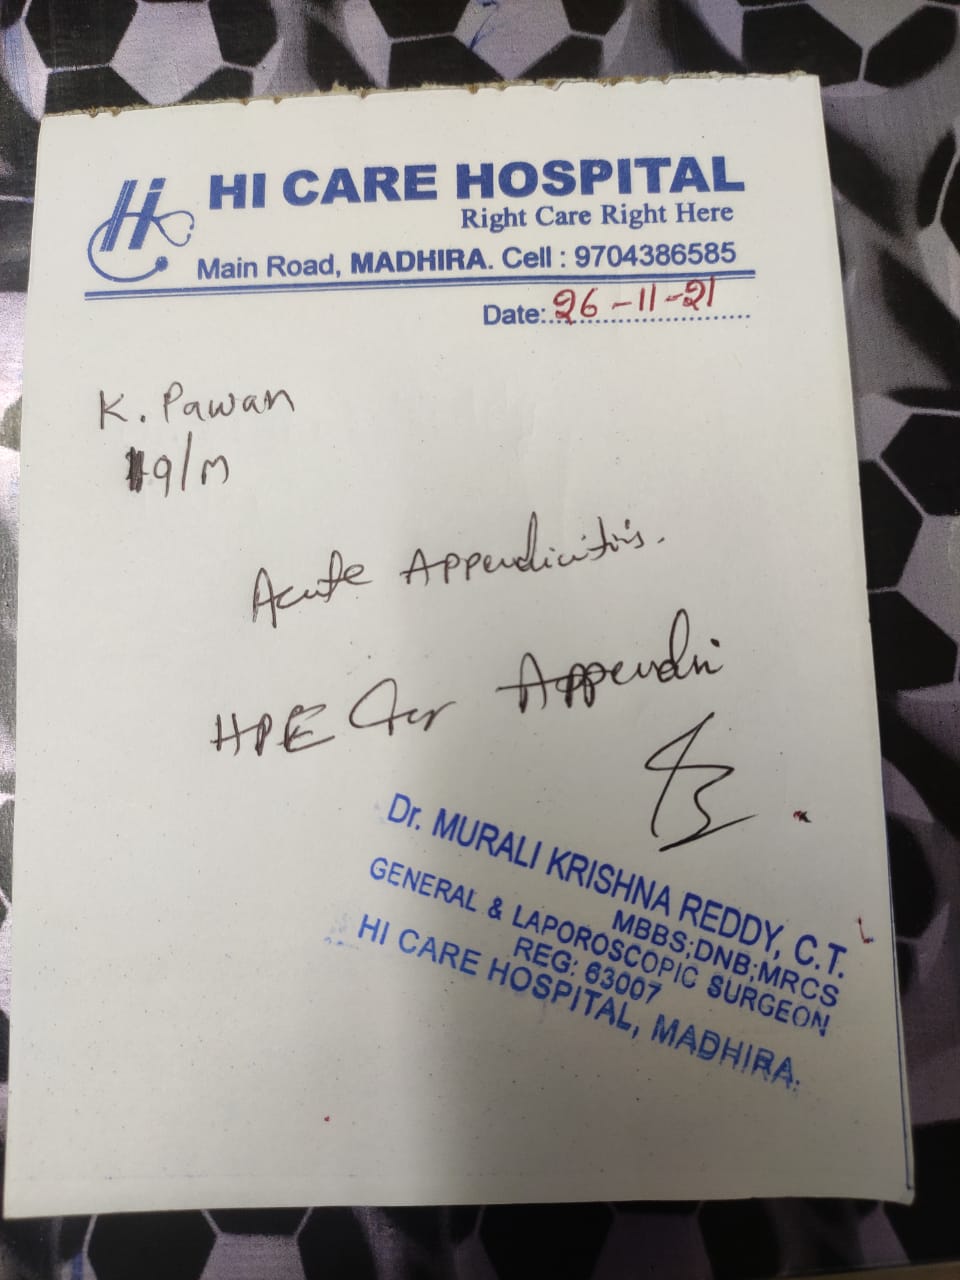 HI CARE HOSPITAL
Right Care Right Here
Main Road, MADHIRA. Cell : 9704386585
Date: 26-11-21
K. Pawan
19/M
Acute Appendicitis.
HPE for Appendix
Dr. MURALI KRISHNA REDDY, C.T.
MBBS;DNB;MRCS
GENERAL & LAPOROSCOPIC SURGEON
REG: 63007
HI CARE HOSPITAL, MADHIRA.